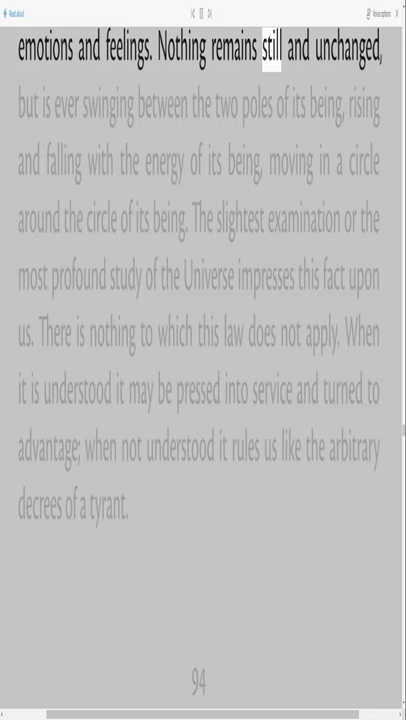 Read aloud
Voice options
emotions and feelings. Nothing remains still and unchanged,
but is ever swinging between the two poles of its being, rising
and falling with the energy of its being, moving in a circle
around the circle of its being. The slightest examination or the
most profound study of the Universe impresses this fact upon
us. There is nothing to which this law does not apply. When
it is understood it may be pressed into service and turned to
advantage; when not understood it rules us like the arbitrary
decrees of a tyrant.
94